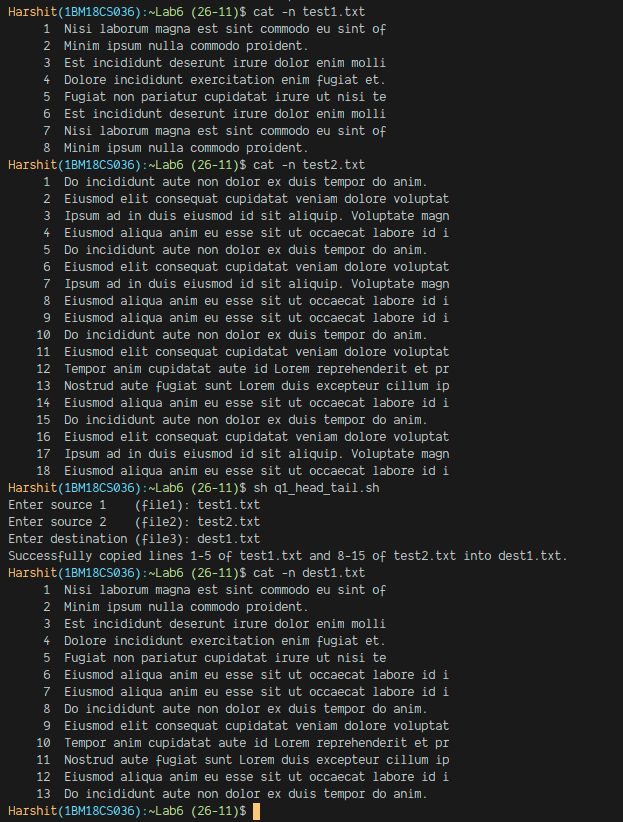 Harshit(1BM18CS036):~Lab6 (26-11)$ cat -n test1.txt
1 Nisi laborum magna est sint commodo eu sint of
2 Minim ipsum nulla commodo proident.
3 Est incididunt deserunt irure dolor enim molli
4 Dolore incididunt exercitation enim fugiat et.
5 Fugiat non pariatur cupidatat irure ut nisi te
6 Est incididunt deserunt irure dolor enim molli
7 Nisi laborum magna est sint commodo eu sint of
8 Minim ipsum nulla commodo proident.
Harshit(1BM18CS036):~Lab6 (26-11)$ cat -n test2.txt
1 Do incididunt aute non dolor ex duis tempor do anim.
2 Eiusmod elit consequat cupidatat veniam dolore voluptat
3 Ipsum ad in duis eiusmod id sit aliquip. Voluptate magn
4 Eiusmod aliqua anim eu esse sit ut occaecat labore id i
5 Do incididunt aute non dolor ex duis tempor do anim.
6 Eiusmod elit consequat cupidatat veniam dolore voluptat
7 Ipsum ad in duis eiusmod id sit aliquip. Voluptate magn
8 Eiusmod aliqua anim eu esse sit ut occaecat labore id i
9 Eiusmod aliqua anim eu esse sit ut occaecat labore id i
10 Do incididunt aute non dolor ex duis tempor do anim.
11 Eiusmod elit consequat cupidatat veniam dolore voluptat
12 Tempor anim cupidatat aute id Lorem reprehenderit et pr
13 Nostrud aute fugiat sunt Lorem duis excepteur cillum ip
14 Eiusmod aliqua anim eu esse sit ut occaecat labore id i
15 Do incididunt aute non dolor ex duis tempor do anim.
16 Eiusmod elit consequat cupidatat veniam dolore voluptat
17 Ipsum ad in duis eiusmod id sit aliquip. Voluptate magn
18 Eiusmod aliqua anim eu esse sit ut occaecat labore id i
Harshit(1BM18CS036):~Lab6 (26-11)$ sh q1_head_tail.sh
Enter source 1 (file1): test1.txt
Enter source 2 (file2): test2.txt
Enter destination (file3): dest1.txt
Successfully copied lines 1-5 of test1.txt and 8-15 of test2.txt into dest1.txt.
Harshit(1BM18CS036):~Lab6 (26-11)$ cat -n dest1.txt
1 Nisi laborum magna est sint commodo eu sint of
2 Minim ipsum nulla commodo proident.
3 Est incididunt deserunt irure dolor enim molli
4 Dolore incididunt exercitation enim fugiat et.
5 Fugiat non pariatur cupidatat irure ut nisi te
6 Eiusmod aliqua anim eu esse sit ut occaecat labore id i
7 Eiusmod aliqua anim eu esse sit ut occaecat labore id i
8 Do incididunt aute non dolor ex duis tempor do anim.
9 Eiusmod elit consequat cupidatat veniam dolore voluptat
10 Tempor anim cupidatat aute id Lorem reprehenderit et pr
11 Nostrud aute fugiat sunt Lorem duis excepteur cillum ip
12 Eiusmod aliqua anim eu esse sit ut occaecat labore id i
13 Do incididunt aute non dolor ex duis tempor do anim.
Harshit(1BM18CS036):~Lab6 (26-11)$